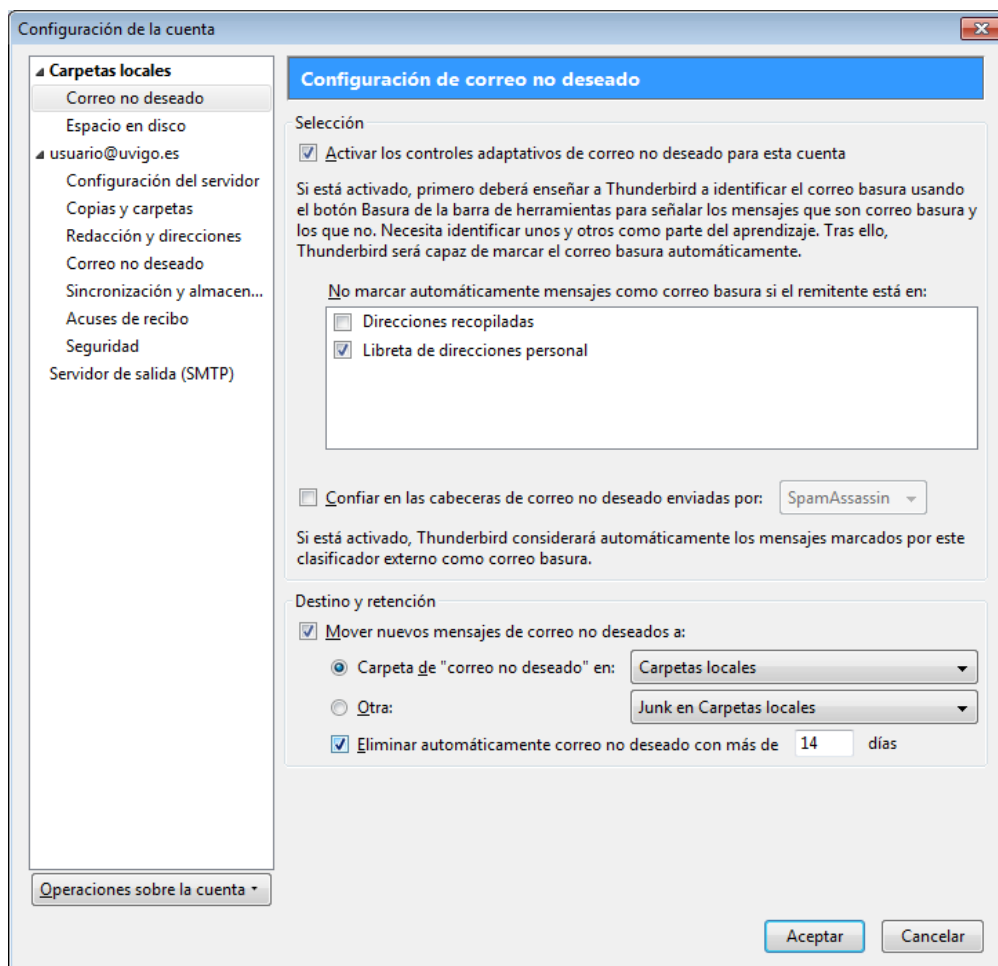 Configuración de la cuenta
Carpetas locales
Correo no deseado
Espacio en disco
usuario@uvigo.es
Configuración del servidor
Copias y carpetas
Redacción y direcciones
Correo no deseado
Sincronización y almacen...
Acuses de recibo
Seguridad
Servidor de salida (SMTP)
Operaciones sobre la cuenta
Configuración de correo no deseado
Selección
Activar los controles adaptativos de correo no deseado para esta cuenta
Si está activado, primero deberá enseñar a Thunderbird a identificar el correo basura usando
el botón Basura de la barra de herramientas para señalar los mensajes que son correo basura y
los que no. Necesita identificar unos y otros como parte del aprendizaje. Tras ello,
Thunderbird será capaz de marcar el correo basura automáticamente.
No marcar automáticamente mensajes como correo basura si el remitente está en:
Direcciones recopiladas
Libreta de direcciones personal
Confiar en las cabeceras de correo no deseado enviadas por: SpamAssassin
Si está activado, Thunderbird considerará automáticamente los mensajes marcados por este
clasificador externo como correo basura.
Destino y retención
Mover nuevos mensajes de correo no deseados a:
Carpeta de "correo no deseado" en: Carpetas locales
Otra: Junk en Carpetas locales
Eliminar automáticamente correo no deseado con más de 14 días
Aceptar Cancelar